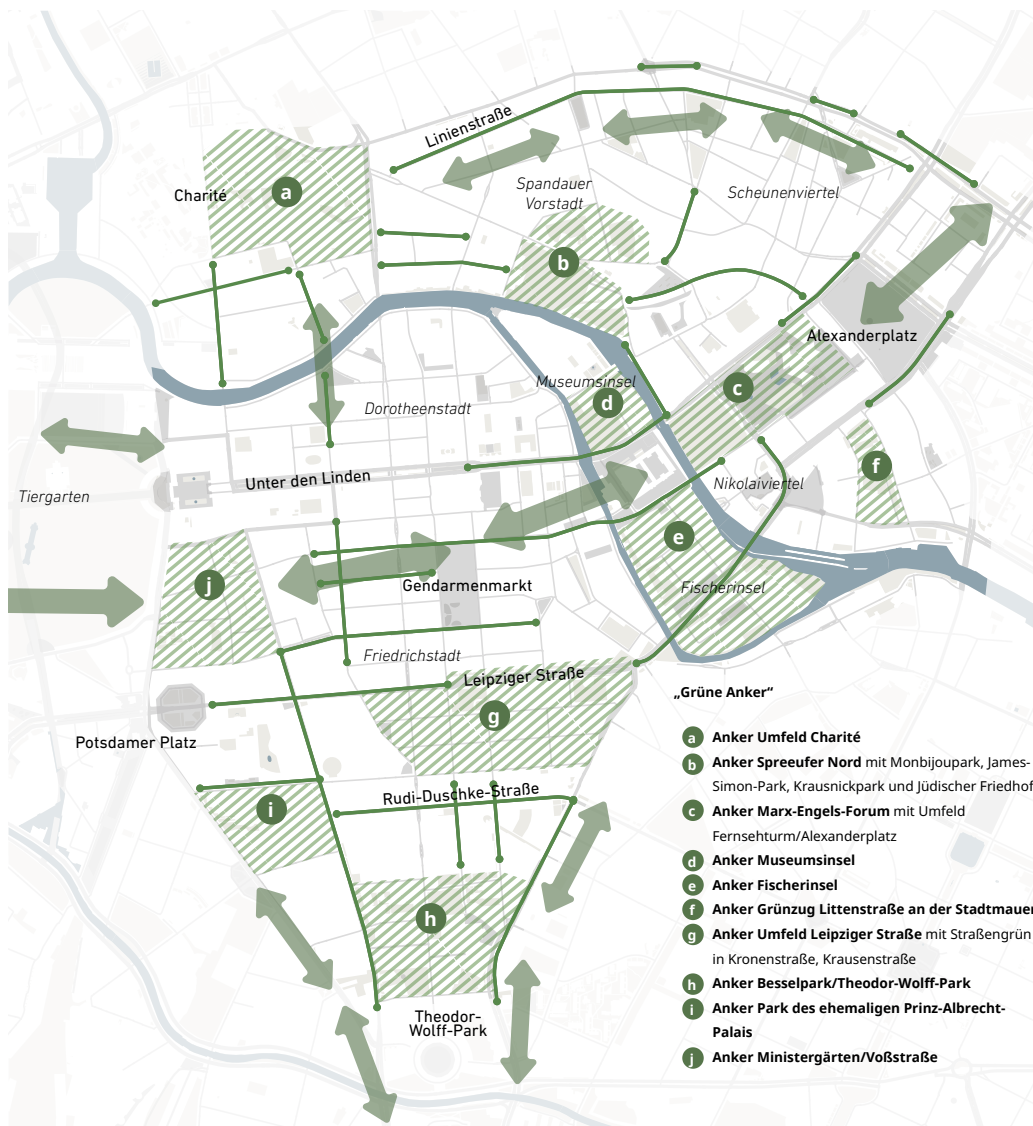 Linienstraße
Charité
a
Spandauer
Vorstadt
Scheunenviertel
b
Alexanderplatz
Museumsinsel
c
d
Dorotheenstadt
Tiergarten
Unter den Linden
f
Nikolaiviertel
e
j
Gendarmenmarkt
Fischerinsel
Friedrichstadt
Leipziger Straße
g
Potsdamer Platz
Rudi-Duschke-Straße
i
h
Theodor-
Wolff-Park
„Grüne Anker“
a Anker Umfeld Charité
b Anker Spreeufer Nord mit Monbijoupark, James-
Simon-Park, Krausnickpark und Jüdischer Friedhof
c Anker Marx-Engels-Forum mit Umfeld
Fernsehturm/Alexanderplatz
d Anker Museumsinsel
e Anker Fischerinsel
f Anker Grünzug Littenstraße an der Stadtmauer
g Anker Umfeld Leipziger Straße mit Straßengrün
in Kronenstraße, Krausenstraße
h Anker Besselpark/Theodor-Wolff-Park
i Anker Park des ehemaligen Prinz-Albrecht-
Palais
j Anker Ministergärten/Voßstraße